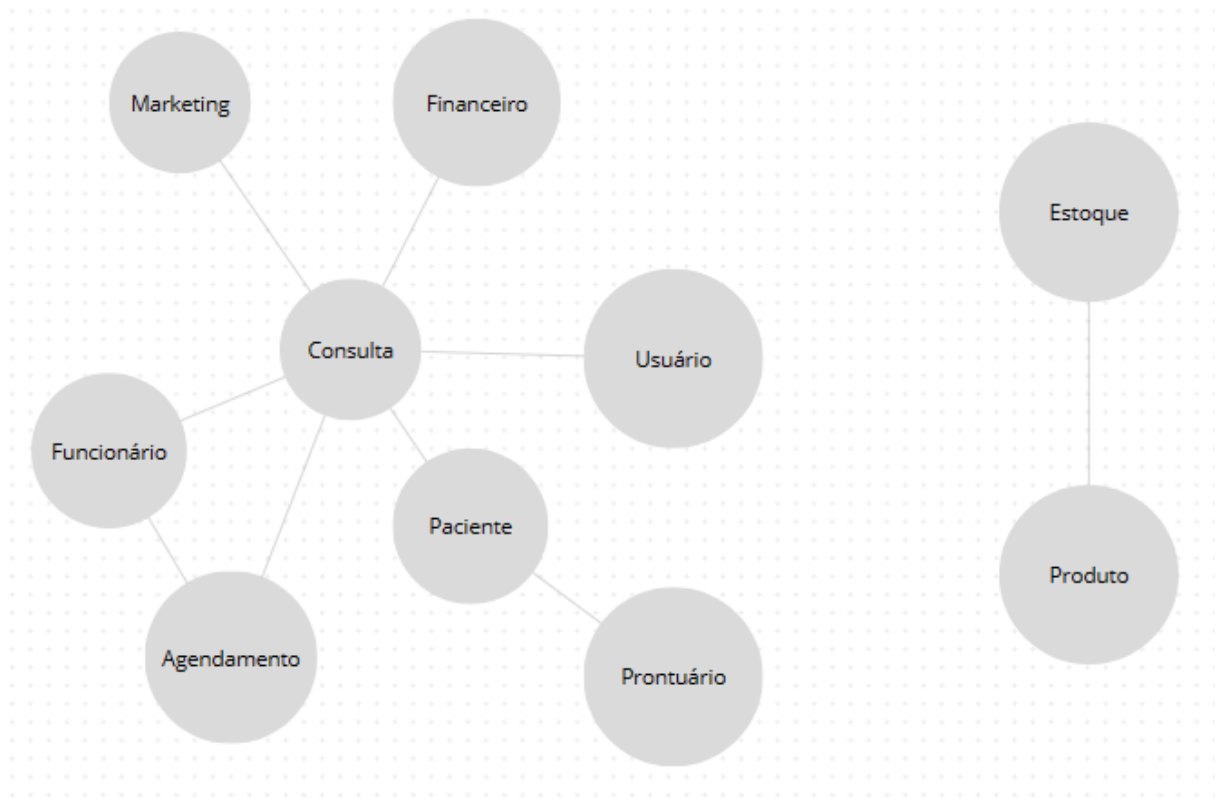 Marketing
Financeiro
Estoque
Consulta
Usuário
Funcionário
Paciente
Produto
Agendamento
Prontuário